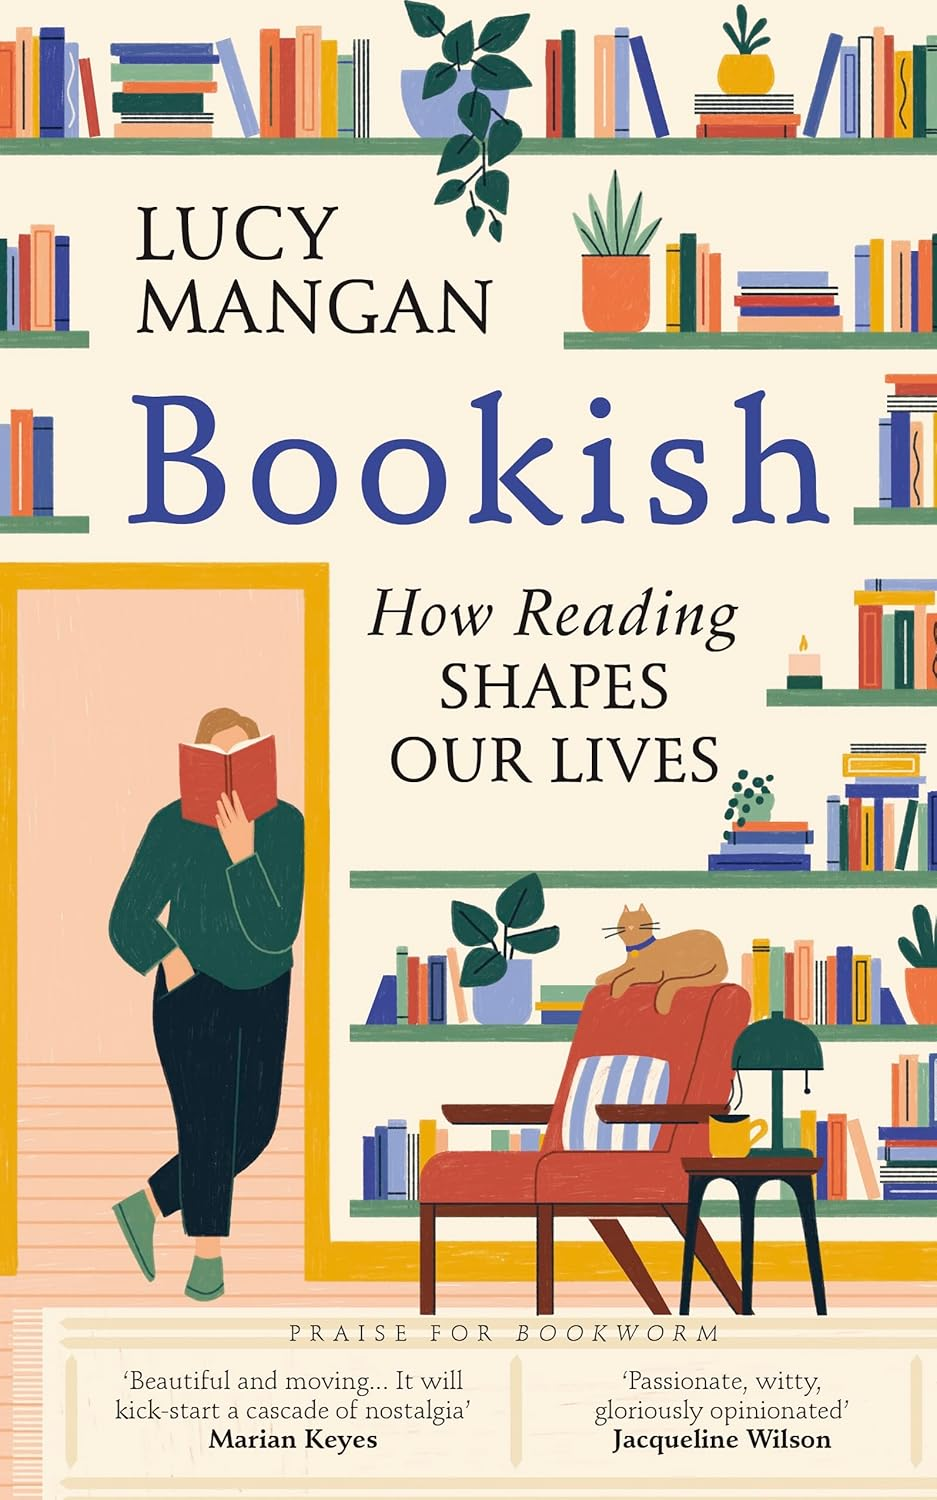 LUCY
MANGAN
Bookish
How Reading
SHAPES
OUR LIVES
PRAISE FOR BOOKWORM
‘Beautiful and moving... It will
kick-start a cascade of nostalgia’
Marian Keyes
‘Passionate, witty,
gloriously opinionated’
Jacqueline Wilson